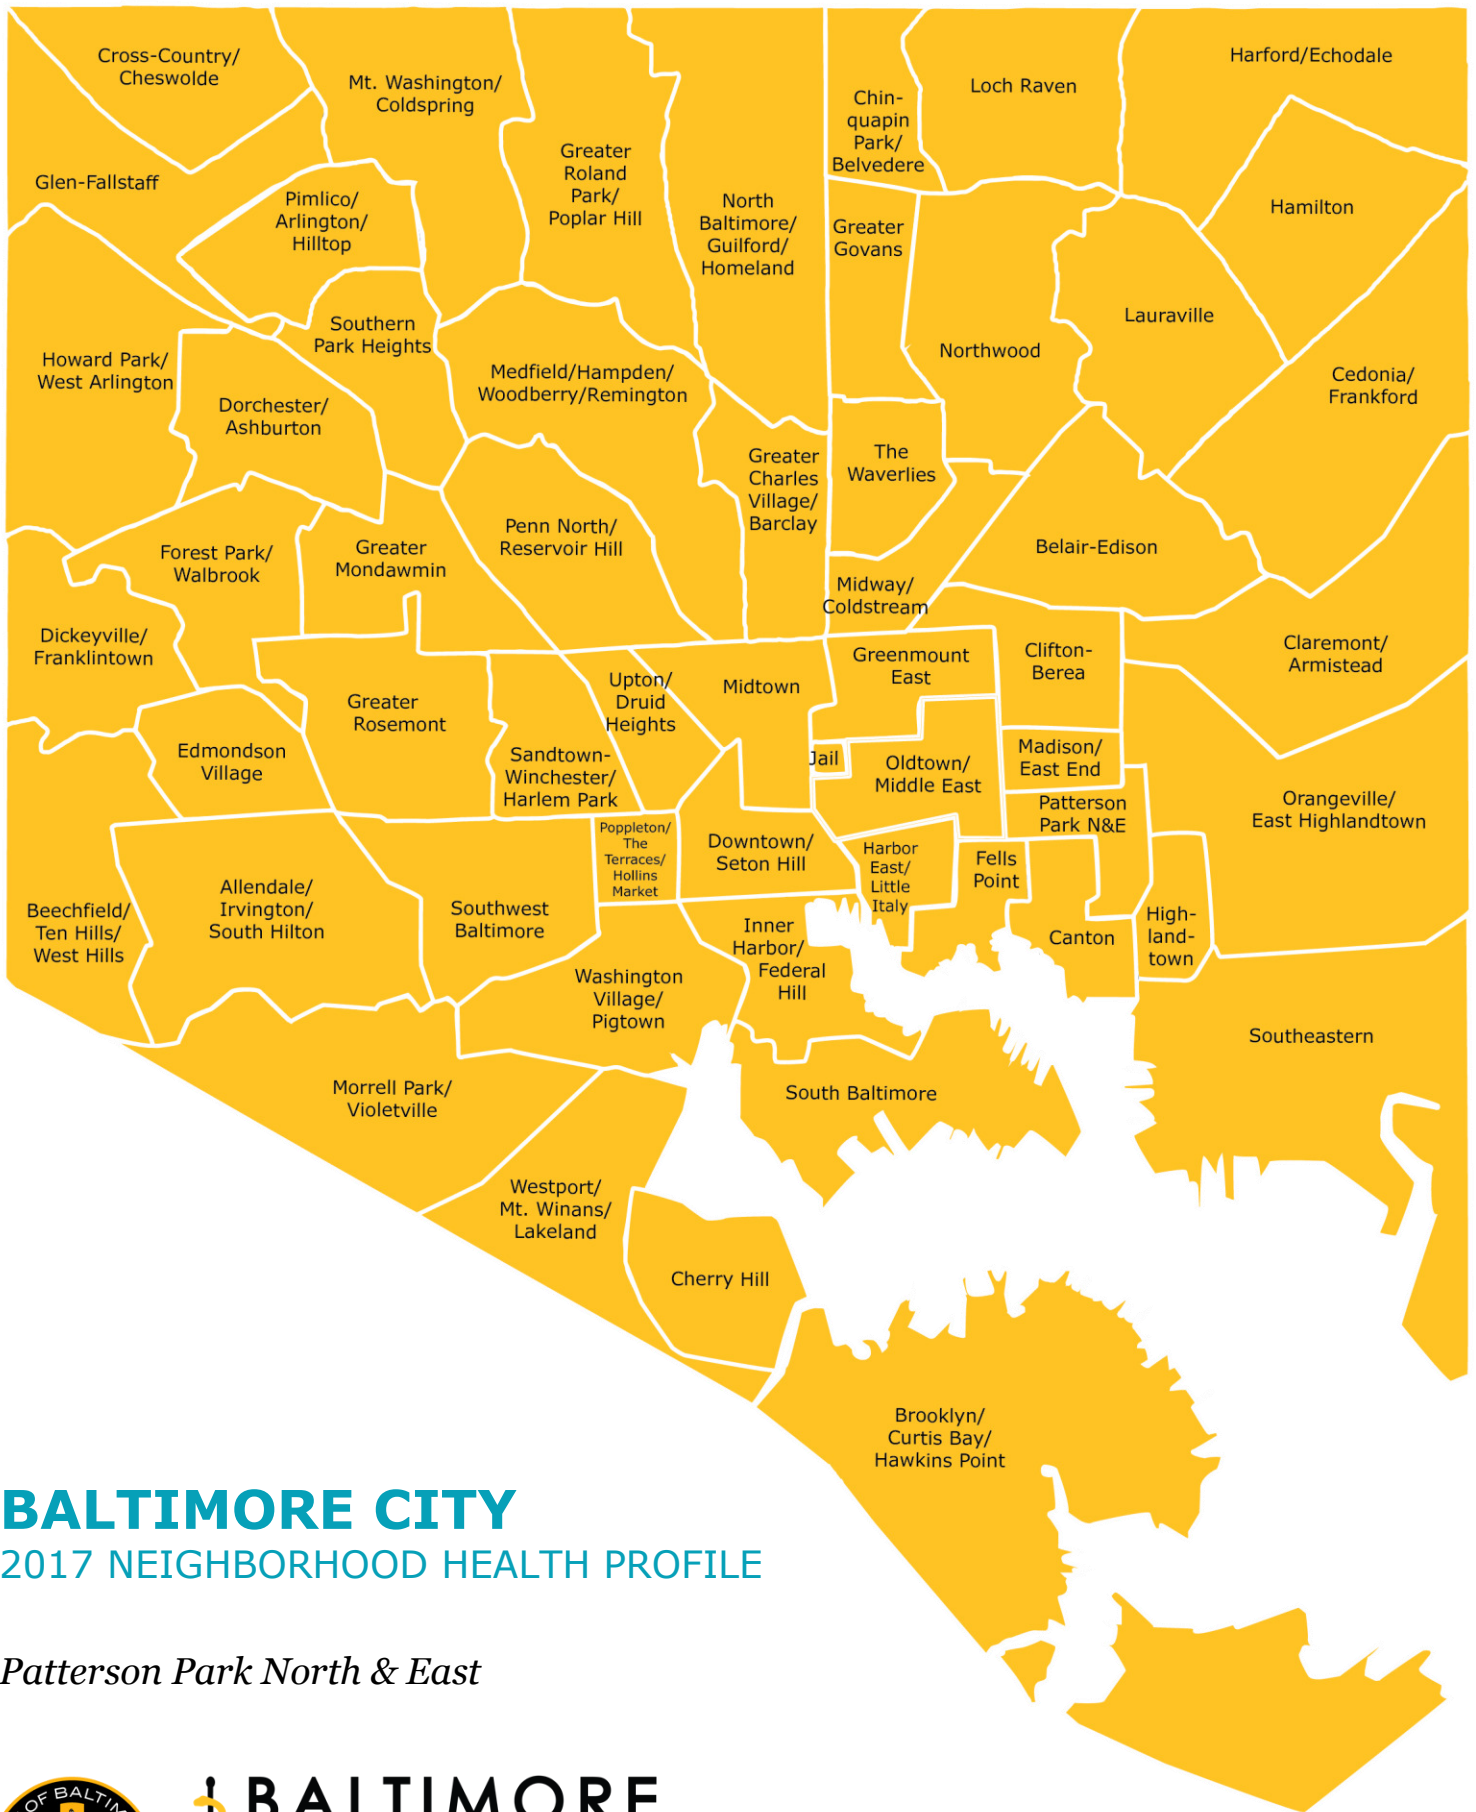 Cross-Country/
Cheswolde
Mt. Washington/
Coldspring
Greater
Roland
Park/
Poplar Hill
North
Baltimore/
Guilford/
Homeland
Chin-
quapin
Park/
Belvedere
Loch Raven
Harford/Echodale
Glen-Fallstaff
Pimlico/
Arlington/
Hilltop
Greater
Govans
Hamilton
Southern
Park Heights
Lauraville
Northwood
Howard Park/
West Arlington
Medfield/Hampden/
Woodberry/Remington
Cedonia/
Frankford
Dorchester/
Ashburton
Greater
Charles
Village/
Barclay
The
Waverlies
Penn North/
Reservoir Hill
Belair-Edison
Forest Park/
Walbrook
Greater
Mondawmin
Midway/
Coldstream
Dickeyville/
Franklintown
Greenmount
East
Clifton-
Berea
Claremont/
Armistead
Greater
Rosemont
Upton/
Druid
Heights
Midtown
Edmondson
Village
Sandtown-
Winchester/
Harlem Park
Jail
Oldtown/
Middle East
Madison/
East End
Patterson
Park N&E
Orangeville/
East Highlandtown
Poppleton/
The
Terraces/
Hollins
Market
Downtown/
Seton Hill
Harbor
East/
Little
Italy
Fells
Point
Allendale/
Irvington/
South Hilton
Beechfield/
Ten Hills/
West Hills
Southwest
Baltimore
Inner
Harbor/
Federal
Hill
Canton
High-
land-
town
Washington
Village/
Pigtown
Southeastern
Morrell Park/
Violetville
South Baltimore
Westport/
Mt. Winans/
Lakeland
Cherry Hill
Brooklyn/
Curtis Bay/
Hawkins Point
BALTIMORE CITY
2017 NEIGHBORHOOD HEALTH PROFILE
Patterson Park North & East
BALTIMORE